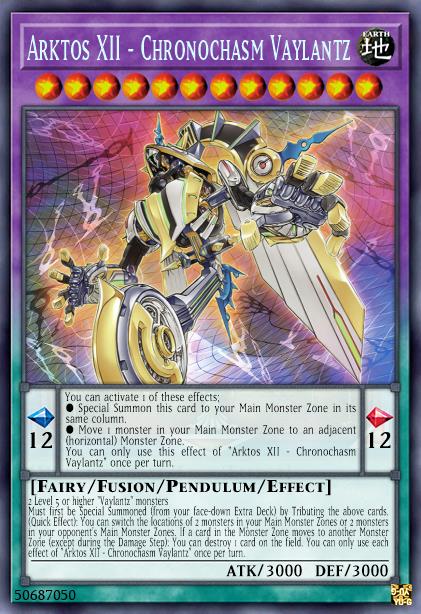 ARKTOS XII - CHRONOCHASM VAYLANTZ
EARTH
地
You can activate 1 of these effects;
● Special Summon this card to your Main Monster Zone in its
same column.
● Move 1 monster in your Main Monster Zone to an adjacent
(horizontal) Monster Zone.
You can only use this effect of "Arktos XII - Chronochasm
Vaylantz" once per turn.
12
12
[FAIRY/FUSION/PENDULUM/EFFECT]
2 Level 5 or higher "Vaylantz" monsters
Must first be Special Summoned (from your face-down Extra Deck) by Tributing the above cards.
(Quick Effect): You can switch the locations of 2 monsters in your Main Monster Zones or 2 monsters
in your opponent's Main Monster Zones. If a card in the Monster Zone moves to another Monster
Zone (except during the Damage Step): You can destroy 1 card on the field. You can only use each
effect of "Arktos XII - Chronochasm Vaylantz" once per turn.
ATK/3000 DEF/3000
50687050